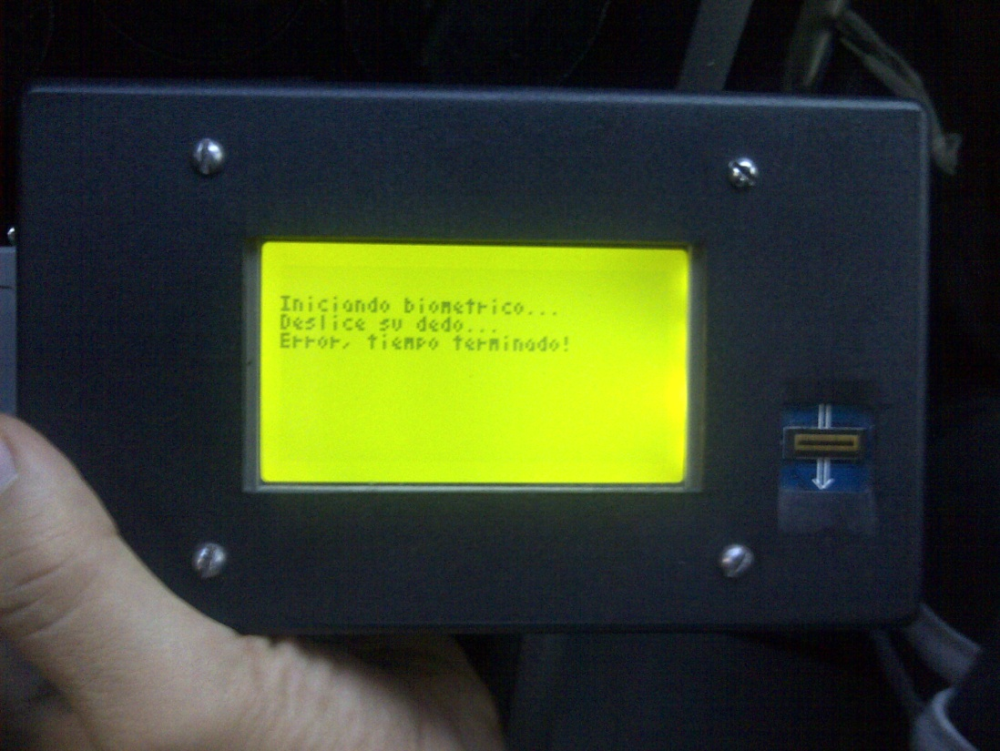 Iniciando biometrico...
Deslice su dedo...
Error, tiempo terminado!